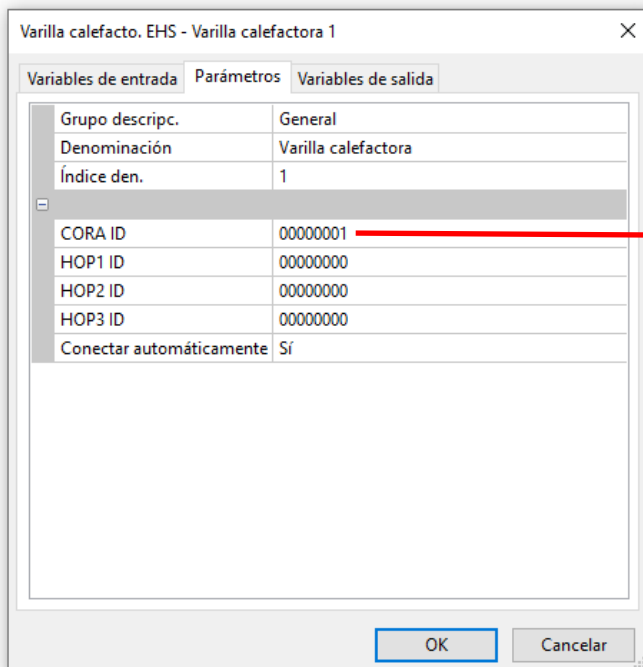 Varilla calefacto. EHS - Varilla calefactora 1
Variables de entrada Parámetros Variables de salida
Grupo descripc. General
Denominación Varilla calefactora
Índice den. 1
CORA ID 00000001
HOP1 ID 00000000
HOP2 ID 00000000
HOP3 ID 00000000
Conectar automáticamente Sí
OK Cancelar